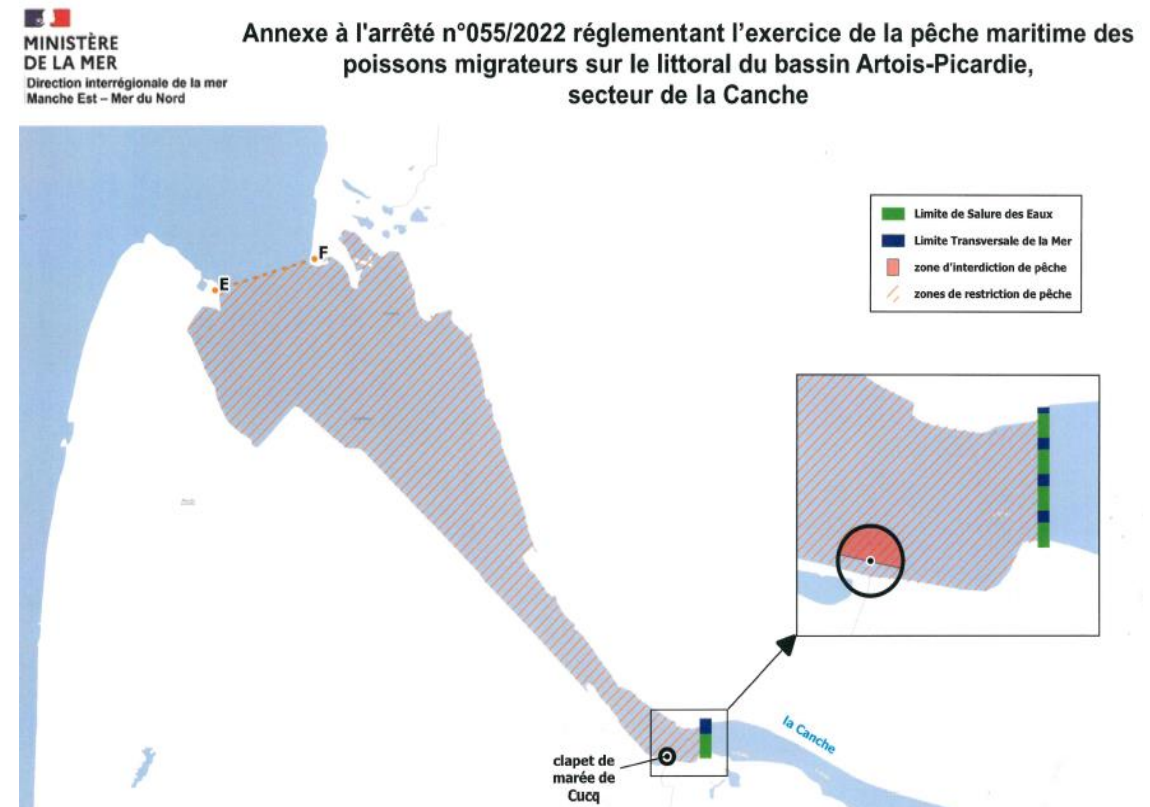 MINISTÈRE
DE LA MER
Direction interrégionale de la mer
Manche Est – Mer du Nord
Annexe à l'arrêté n°055/2022 réglementant l'exercice de la pêche maritime des
poissons migrateurs sur le littoral du bassin Artois-Picardie,
secteur de la Canche
Limite de Salure des Eaux
Limite Transversale de la Mer
zone d'interdiction de pêche
zones de restriction de pêche
F
E
la Canche
clapet de
marée de
Cucq